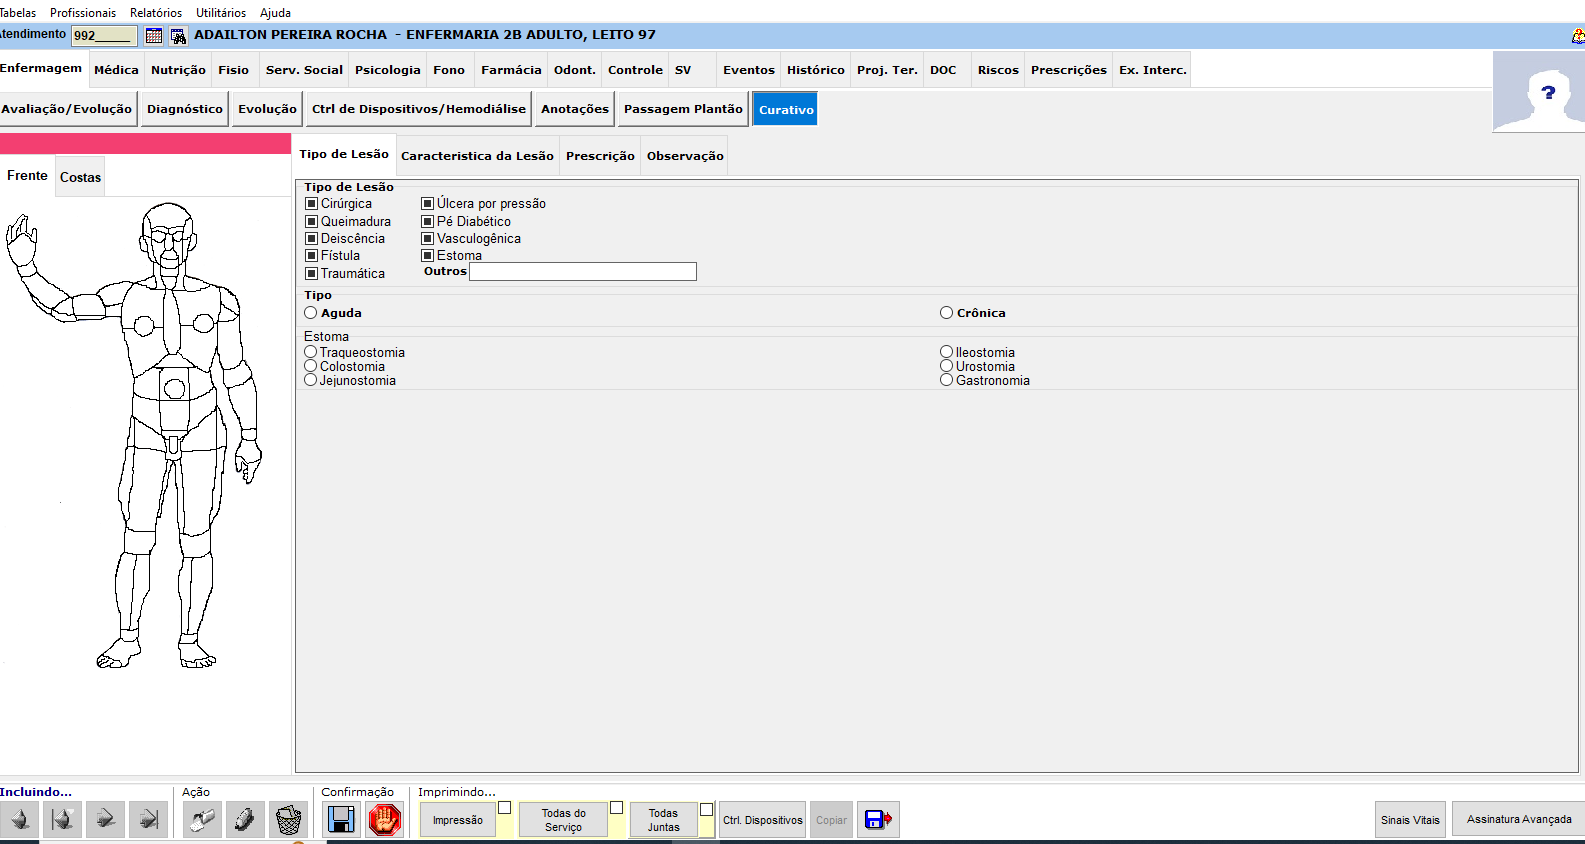 Tabelas Profissionais Relatórios Utilitários Ajuda
Atendimento 992_____ ADAILTON PEREIRA ROCHA - ENFERMARIA 2B ADULTO, LEITO 97
Enfermagem Médica Nutrição Fisio Serv. Social Psicologia Fono Farmácia Odont. Controle SV Eventos Histórico Proj. Ter. DOC Riscos Prescrições Ex. Interc.
?
Avaliação/Evolução Diagnóstico Evolução Ctrl de Dispositivos/Hemodiálise Anotações Passagem Plantão Curativo
Frente Costas
Tipo de Lesão Caracteristica da Lesão Prescrição Observação
Tipo de Lesão
Cirúrgica Úlcera por pressão
Queimadura Pé Diabético
Deiscência Vasculogênica
Fístula Estoma
Traumática Outros
Tipo
Aguda Crônica
Estoma
Traqueostomia Ileostomia
Colostomia Urostomia
Jejunostomia Gastronomia
Incluindo... Ação Confirmação Imprimindo...
Impressão
Todas do
Serviço
Todas
Juntas
Ctrl. Dispositivos Copiar Sinais Vitais Assinatura Avançada